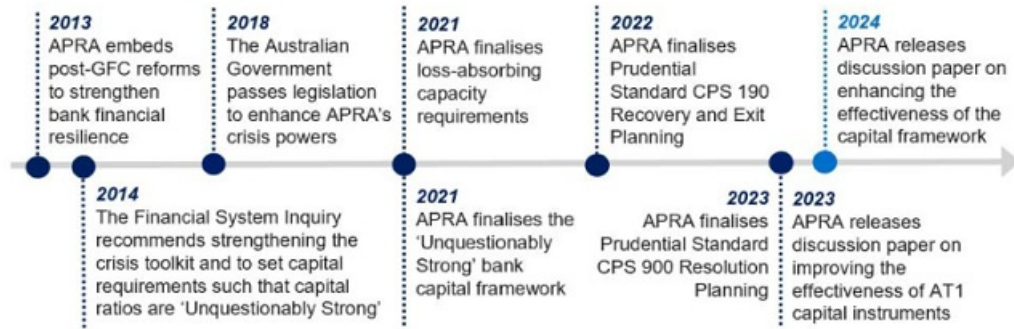 2013
APRA embeds
post-GFC reforms
to strengthen
bank financial
resilience
2018
The Australian
Government
passes legislation
to enhance APRA's
crisis powers
2021
APRA finalises
loss-absorbing
capacity
requirements
2022
APRA finalises
Prudential
Standard CPS 190
Recovery and Exit
Planning
2024
APRA releases
discussion paper on
enhancing the
effectiveness of the
capital framework
2014
The Financial System Inquiry
recommends strengthening the
crisis toolkit and to set capital
requirements such that capital
ratios are 'Unquestionably Strong'
2021
APRA finalises the
'Unquestionably
Strong' bank
capital framework
2023
APRA finalises
Prudential Standard
CPS 900 Resolution
Planning
2023
APRA releases
discussion paper on
improving the
effectiveness of AT1
capital instruments